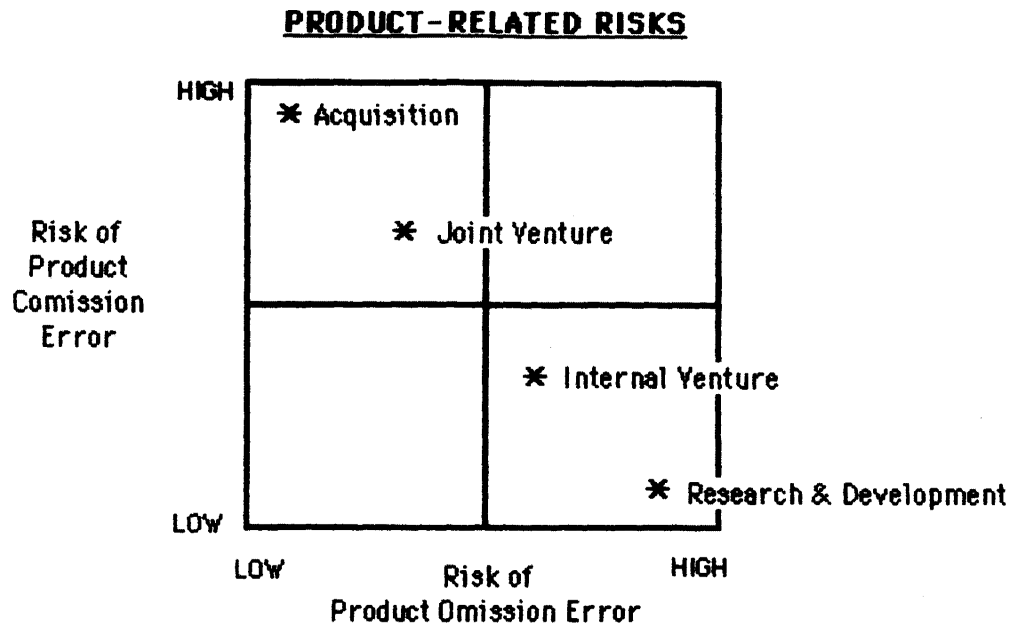 PRODUCT-RELATED RISKS
HIGH
* Acquisition
* Joint Venture
Risk of
Product
Comission
Error
* Internal Venture
* Research & Development
LOW
LOW
HIGH
Risk of
Product Omission Error